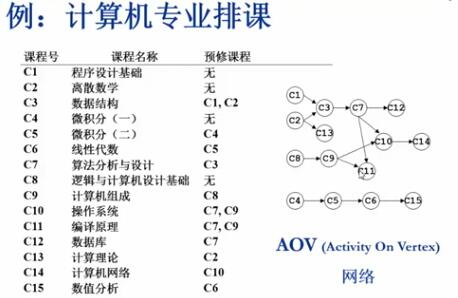 例：计算机专业排课
课程号 课程名称 预修课程
C1 程序设计基础 无
C2 离散数学 无
C3 数据结构 C1, C2
C4 微积分（一） 无
C5 微积分（二） C4
C6 线性代数 C5
C7 算法分析与设计 C3
C8 逻辑与计算机设计基础 无
C9 计算机组成 C8
C10 操作系统 C7, C9
C11 编译原理 C7, C9
C12 数据库 C7
C13 计算理论 C2
C14 计算机网络 C10
C15 数值分析 C6
C1
C3 C7 C12
C2
C13
C10 C14
C8 C9
C11
C4 C5 C6 C15
AOV (Activity On Vertex)
网络